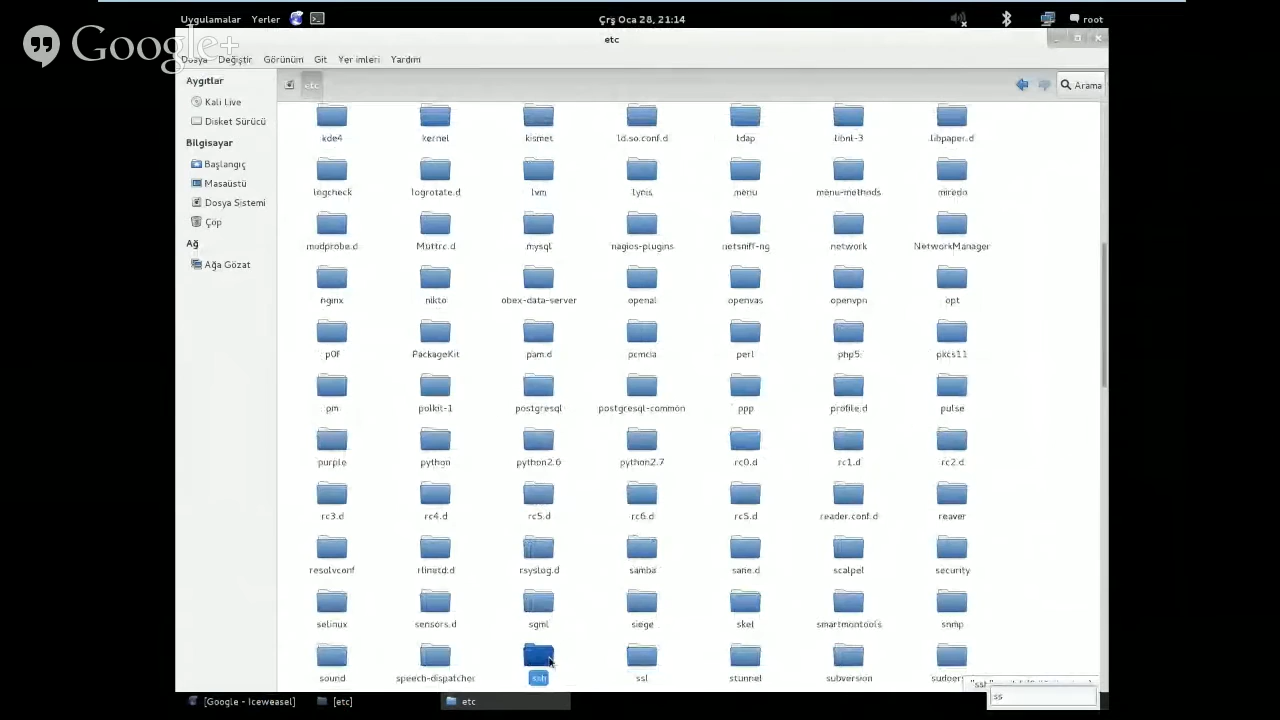 Uygulamalar Yerler Çrş Oca 28, 21:14 root
Google+
etc
Dosya Değiştir Görünüm Git Yer imleri Yardım
Aygıtlar
Kali Live
Disket Sürücü
Bilgisayar
Başlangıç
Masaüstü
Dosya Sistemi
Çöp
Ağ
Ağa Gözat
etc Arama
kde4 kernel kismet ld.so.conf.d ldap libnl-3 libpaper.d
logcheck logrotate.d lvm lynis menu menu-methods miredo
modprobe.d Muttrc.d mysql nagios-plugins netsniff-ng network NetworkManager
nginx nikto obex-data-server openal openvas openvpn opt
p0f PackageKit pam.d pcmcia perl php5 pkcs11
pm polkit-1 postgresql postgresql-common ppp profile.d pulse
purple python python2.6 python2.7 rc0.d rc1.d rc2.d
rc3.d rc4.d rc5.d rc6.d rcS.d reader.conf.d reaver
resolvconf rlinetd.d rsyslog.d samba sane.d scalpel security
selinux sensors.d sgml siege skel smartmontools snmp
sound speech-dispatcher ssh ssl stunnel subversion
ss
[Google - Iceweasel] [etc] etc